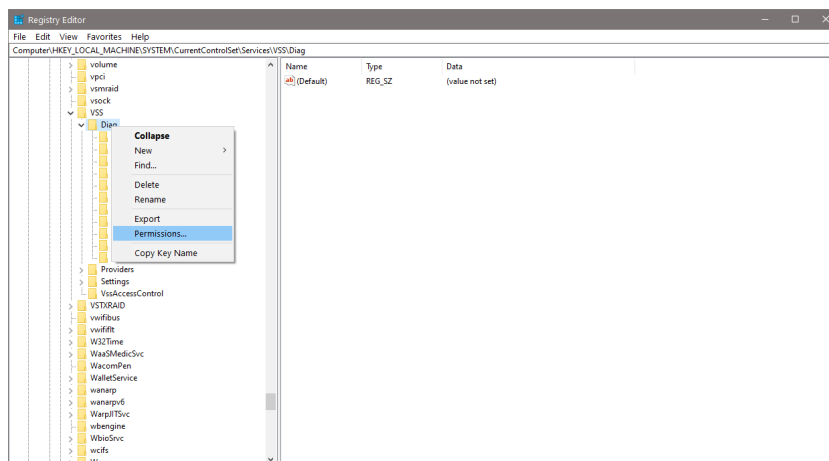 Registry Editor
File Edit View Favorites Help
Computer\HKEY_LOCAL_MACHINE\SYSTEM\CurrentControlSet\Services\VSS\Diag
volume
vpci
vsmraid
vsock
VSS
Diag
Collapse
New
Find...
Delete
Rename
Export
Permissions...
Copy Key Name
Providers
Settings
VssAccessControl
VSTXRAID
vwifibus
vwififlt
W32Time
WaaSMedicSvc
WacomPen
WalletService
wanarp
wanarpv6
WarpJITSvc
wbengine
WbioSrvc
wcifs
Name Type Data
(Default) REG_SZ (value not set)